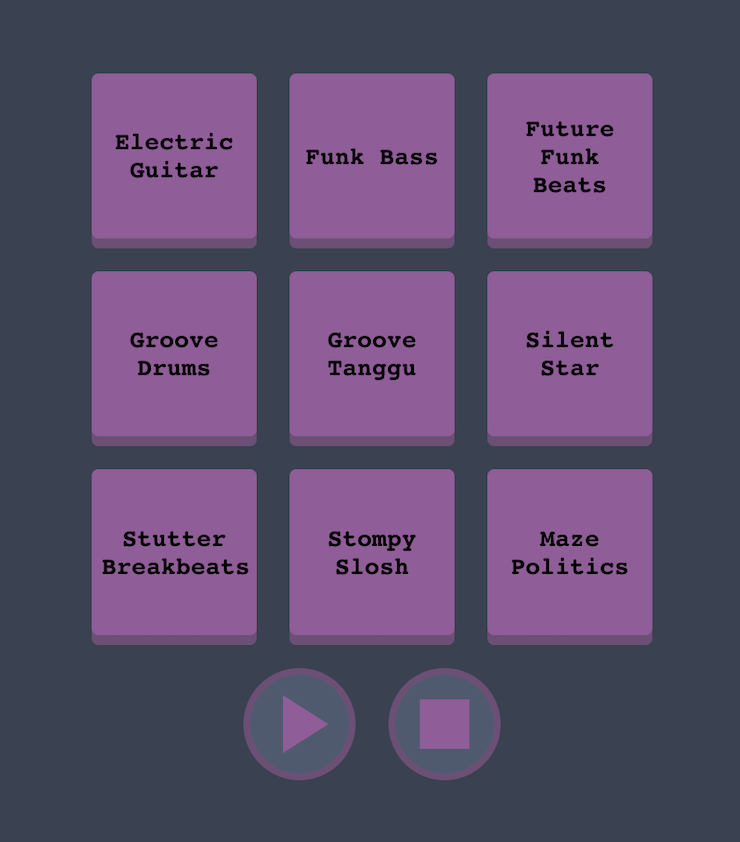 Electric
Guitar
Funk Bass
Future
Funk
Beats
Groove
Drums
Groove
Tanggu
Silent
Star
Stutter
Breakbeats
Stompy
Slosh
Maze
Politics